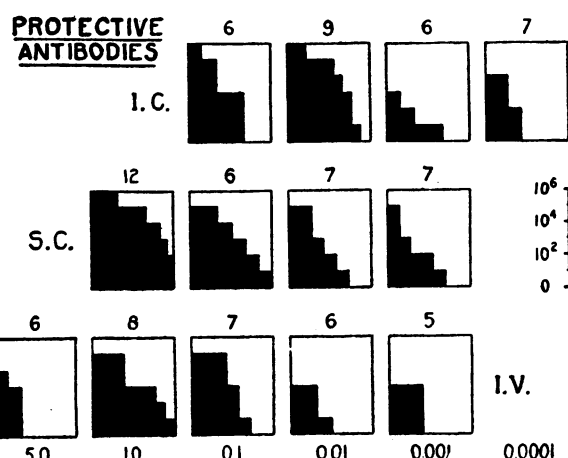 PROTECTIVE
ANTIBODIES
6 9 6 7
I.C.
12 6 7 7
S.C.
10⁶
10⁴
10²
0
6 8 7 6 5
I.V.
5.0 1.0 0.1 0.01 0.001 0.0001